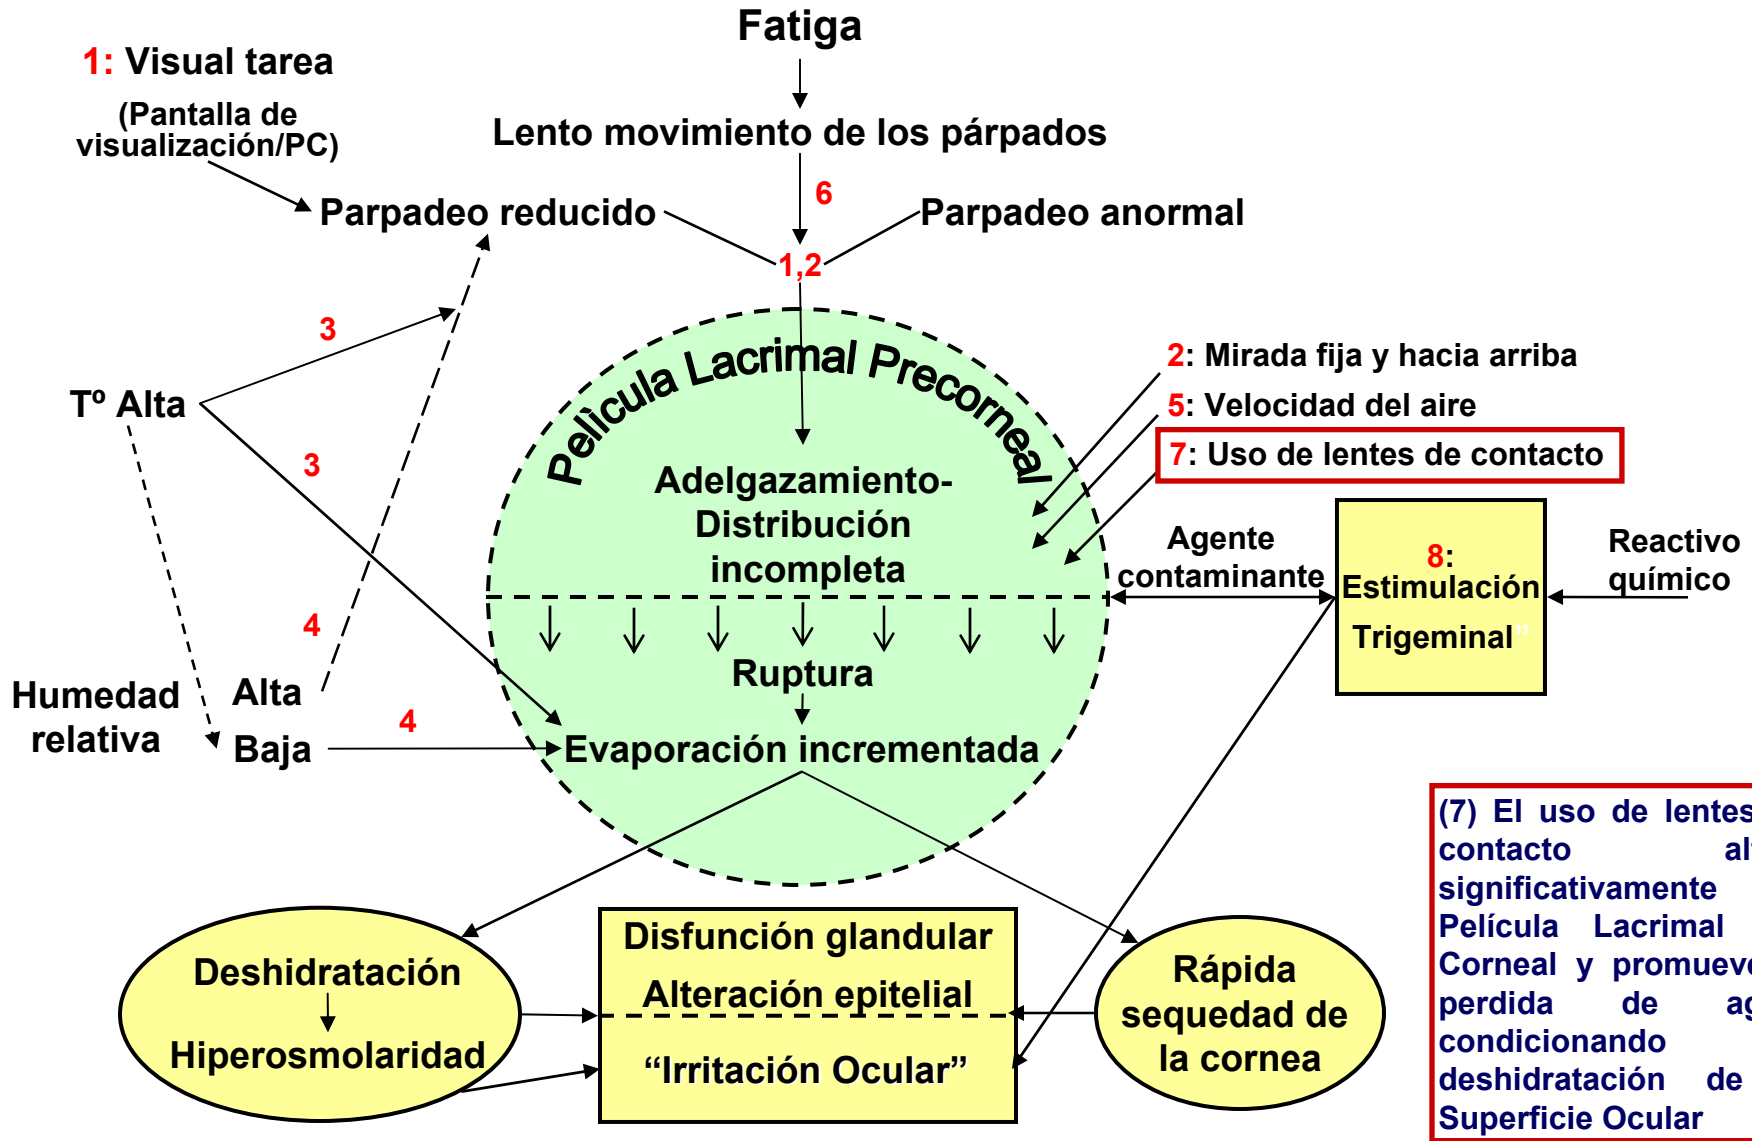 Fatiga
1: Visual tarea
(Pantalla de
visualización/PC)
Lento movimiento de los párpados
6
Parpadeo reducido
Parpadeo anormal
1,2
3
Pelìcula Lacrimal Precorneal
2: Mirada fija y hacia arriba
Tº Alta
5: Velocidad del aire
7: Uso de lentes de contacto
3
Adelgazamiento-
Distribución
incompleta
Agente
contaminante
8:
Estimulación
Trigeminal”
Reactivo
químico
4
Ruptura
Humedad
relativa
Alta
Baja
4
Evaporación incrementada
(7) El uso de lentes
contacto
significativamente
Película Lacrimal
Corneal y
perdida de
condicionando
deshidratación de
Superficie Ocular
Deshidratación
Hiperosmolaridad
Disfunción glandular
Alteración epitelial
“Irritación Ocular”
Rápida
sequedad de
la cornea